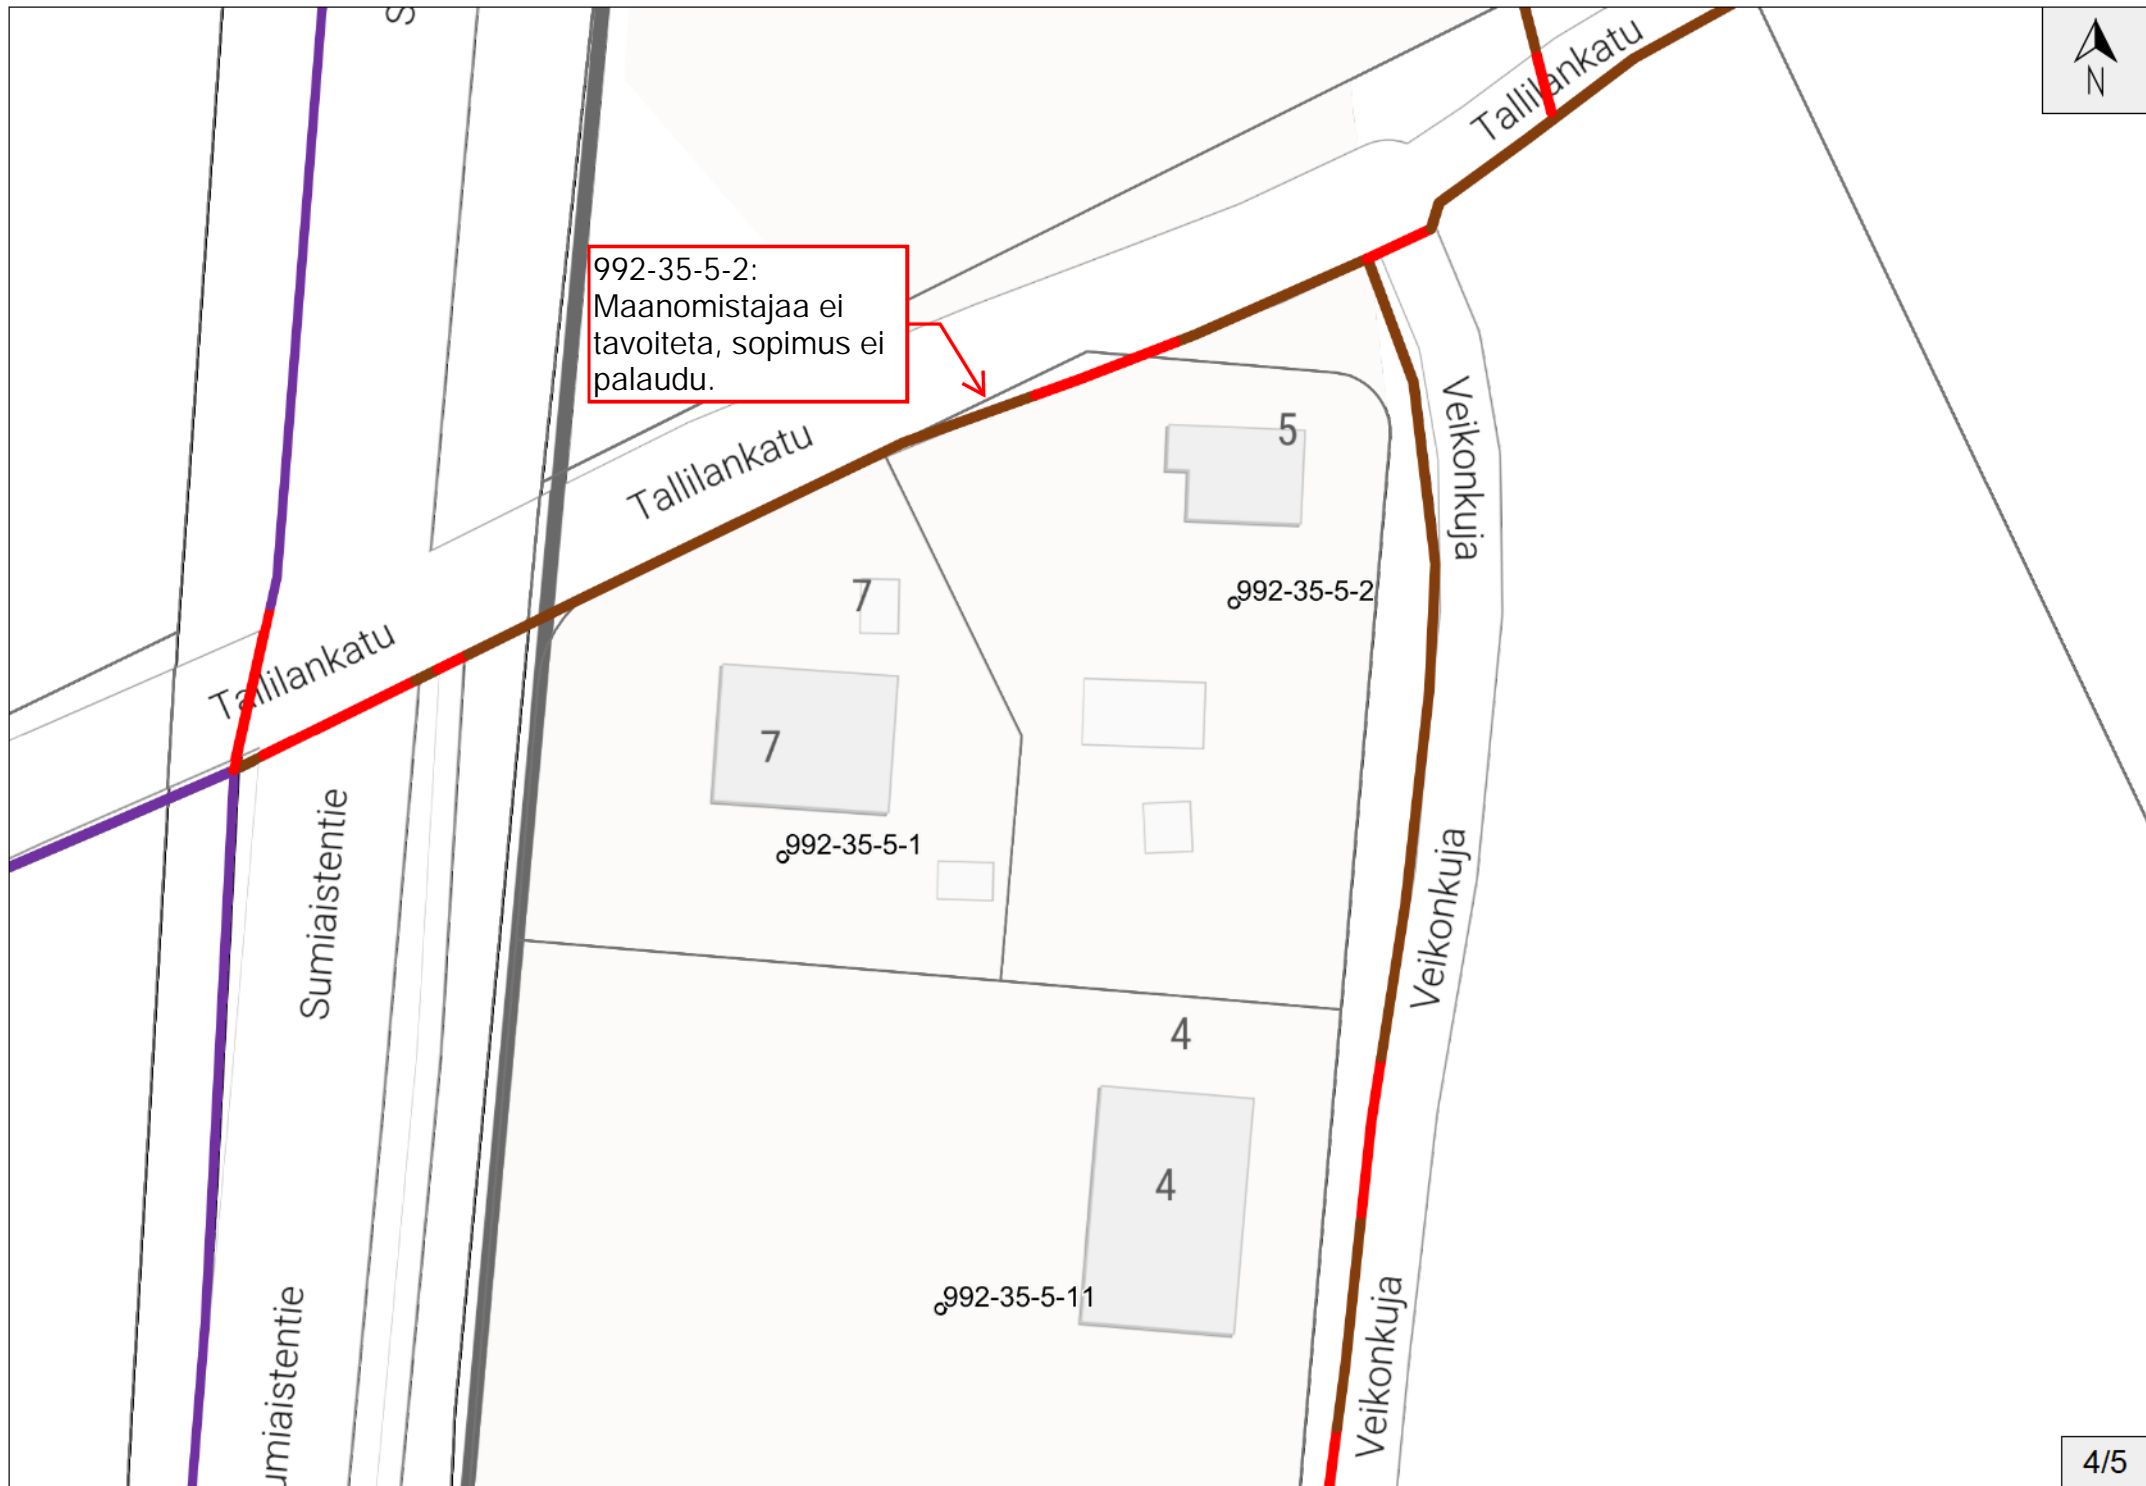 S
Tallilankatu
N
992-35-5-2:
Maanomistajaa ei
tavoiteta, sopimus ei
palaudu.
Tallilankatu
5
Veikonkuja
992-35-5-2
7
Tallilankatu
7
992-35-5-1
Sumiaistentie
Veikonkuja
4
4
992-35-5-11
umiaistentie
Veikonkuja
4/5